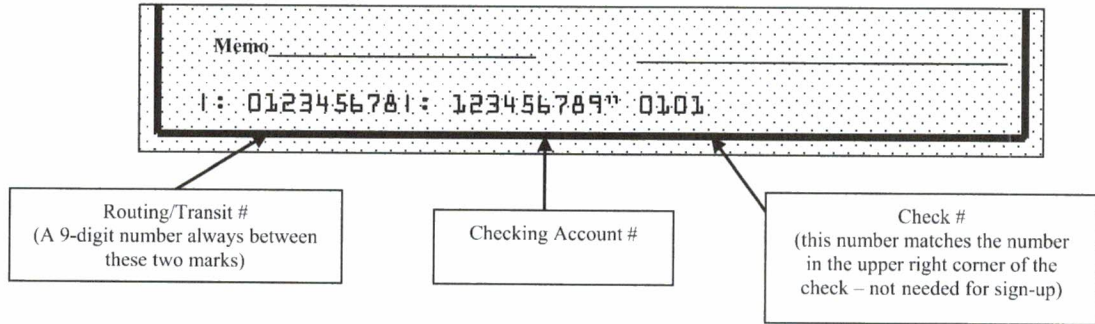 Memo
|: 012345678|: 123456789" 0101
Routing/Transit #
(A 9-digit number always between
these two marks)
Checking Account #
Check #
(this number matches the number
in the upper right corner of the
check – not needed for sign-up)